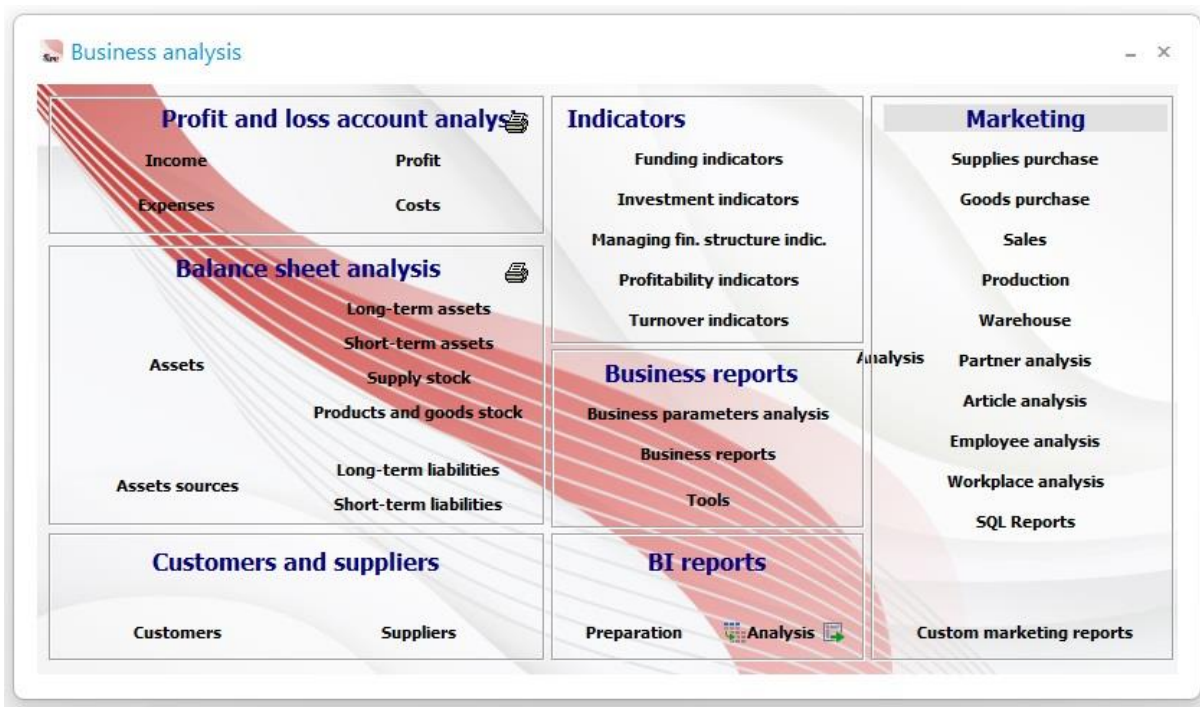 Business analysis
Profit and loss account analys
Income Profit
Expenses Costs
Balance sheet analysis
Long-term assets
Short-term assets
Assets
Supply stock
Products and goods stock
Long-term liabilities
Assets sources
Short-term liabilities
Customers and suppliers
Customers Suppliers
Indicators
Funding indicators
Investment indicators
Managing fin. structure indic.
Profitability indicators
Turnover indicators
Business reports
Business parameters analysis
Business reports
Tools
BI reports
Preparation Analysis
Marketing
Supplies purchase
Goods purchase
Sales
Production
Warehouse
Analysis Partner analysis
Article analysis
Employee analysis
Workplace analysis
SQL Reports
Custom marketing reports